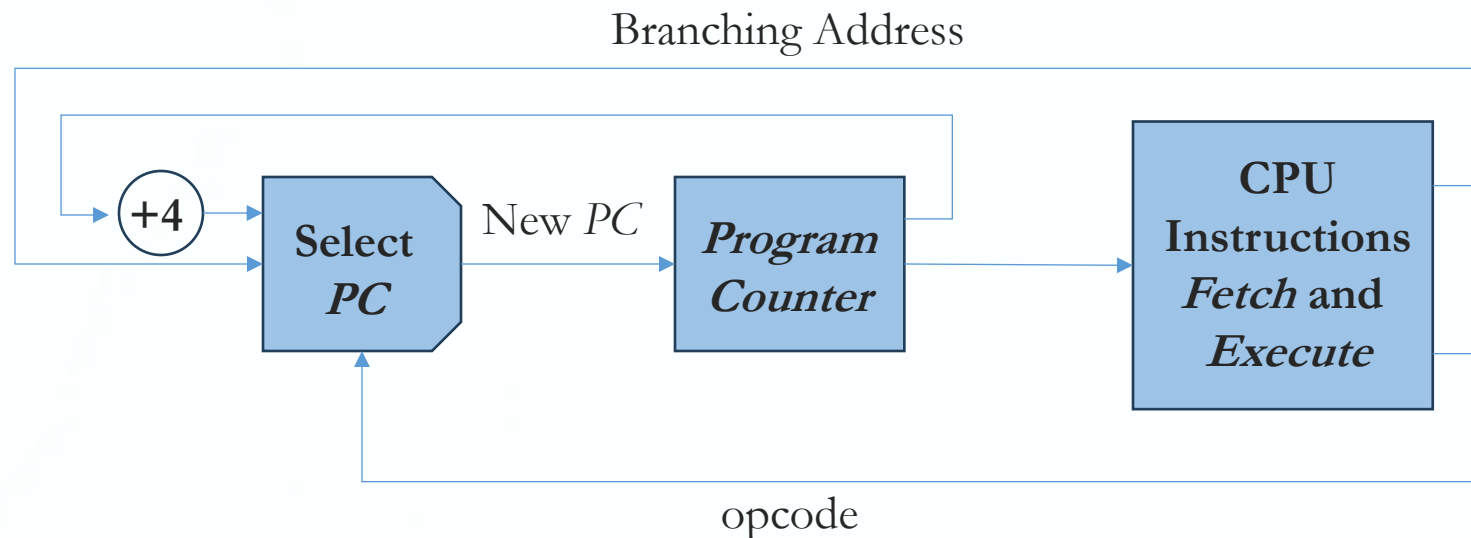 Branching Address
+4
Select
PC
New PC
Program
Counter
CPU
Instructions
Fetch and
Execute
opcode